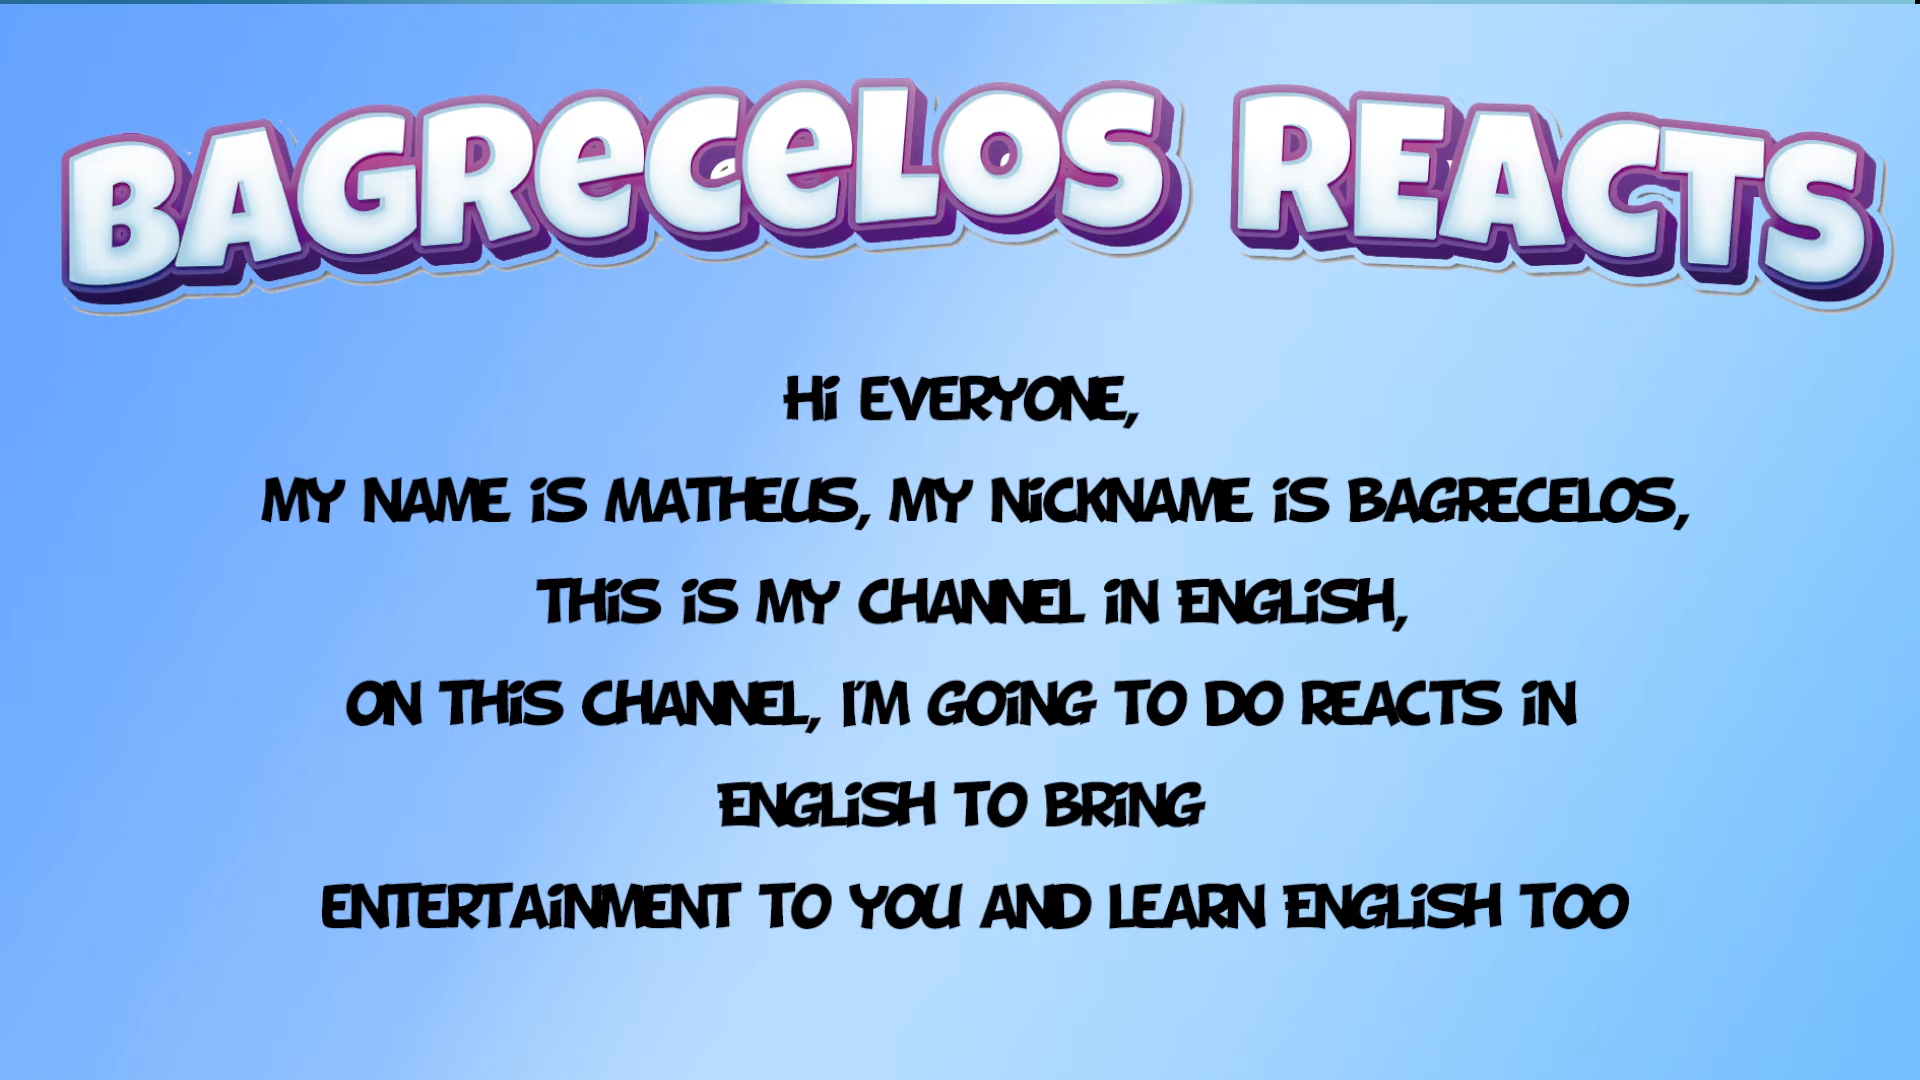 BAGRECELOS REACTS
Hi EVERYONE,
MY NAME iS MATHEUS, MY NiCKNAME iS BAGRECELOS,
THiS iS MY CHANNEL iN ENGLiSH,
ON THiS CHANNEL, I'M GOiNG TO DO REACTS iN
ENGLiSH TO BRiNG
ENTERTAiNMENT TO YOU AND LEARN ENGLiSH TOO